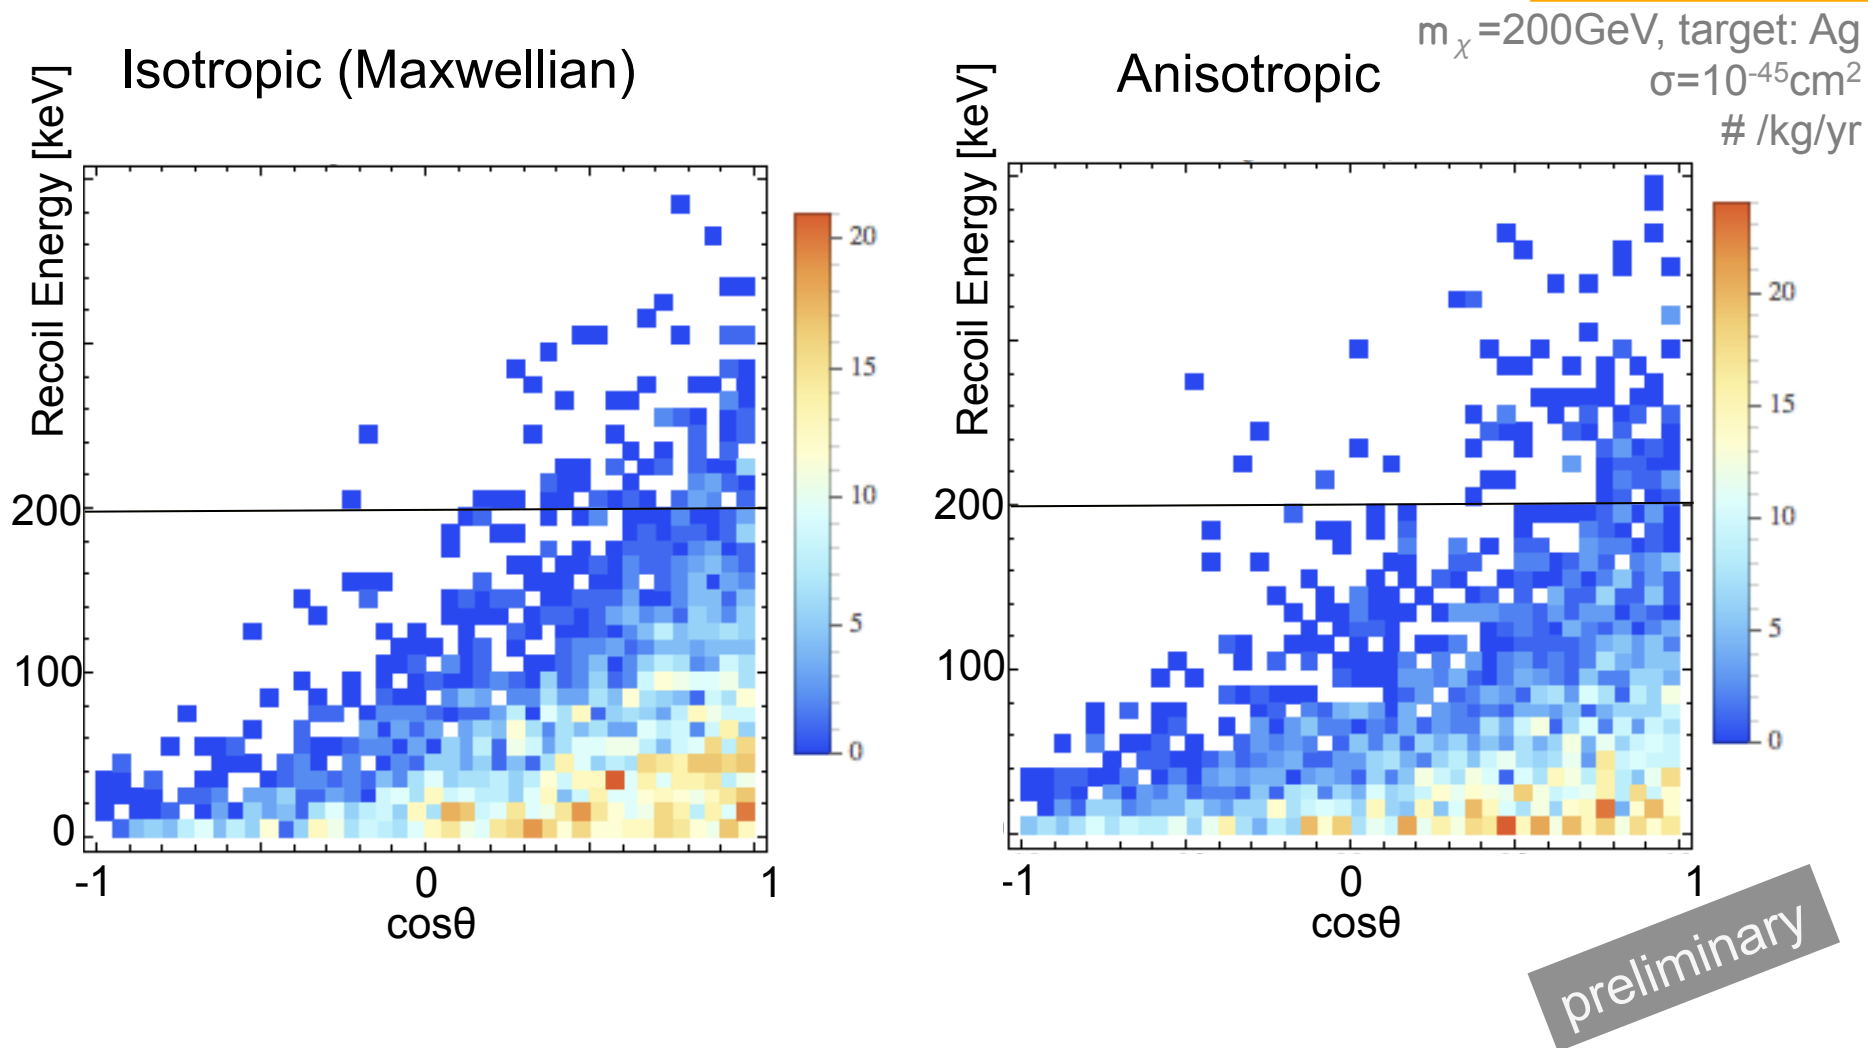 m𝜒=200GeV, target: Ag
σ=10⁻⁴⁵cm²
# /kg/yr
Isotropic (Maxwellian)
Recoil Energy [keV]
200
100
0
-1
0
1
cosθ
20
15
10
5
0
Anisotropic
Recoil Energy [keV]
200
100
0
-1
0
1
cosθ
20
15
10
5
0
preliminary